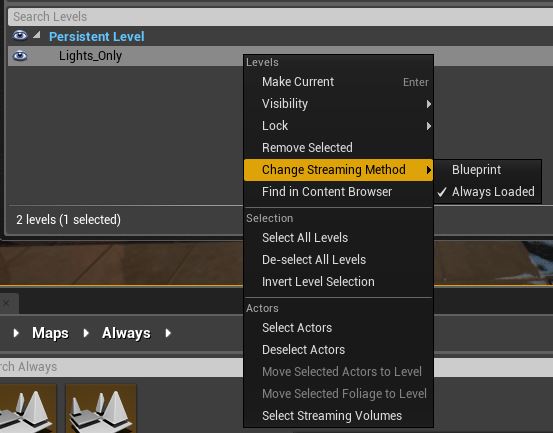 Search Levels
Persistent Level
Lights_Only
Levels
Make Current Enter
Visibility
Lock
Remove Selected
Change Streaming Method
Blueprint
Always Loaded
Find in Content Browser
2 levels (1 selected)
Selection
Select All Levels
De-select All Levels
Invert Level Selection
Actors
Select Actors
Deselect Actors
Move Selected Actors to Level
Move Selected Foliage to Level
Select Streaming Volumes
Maps Always
rch Always